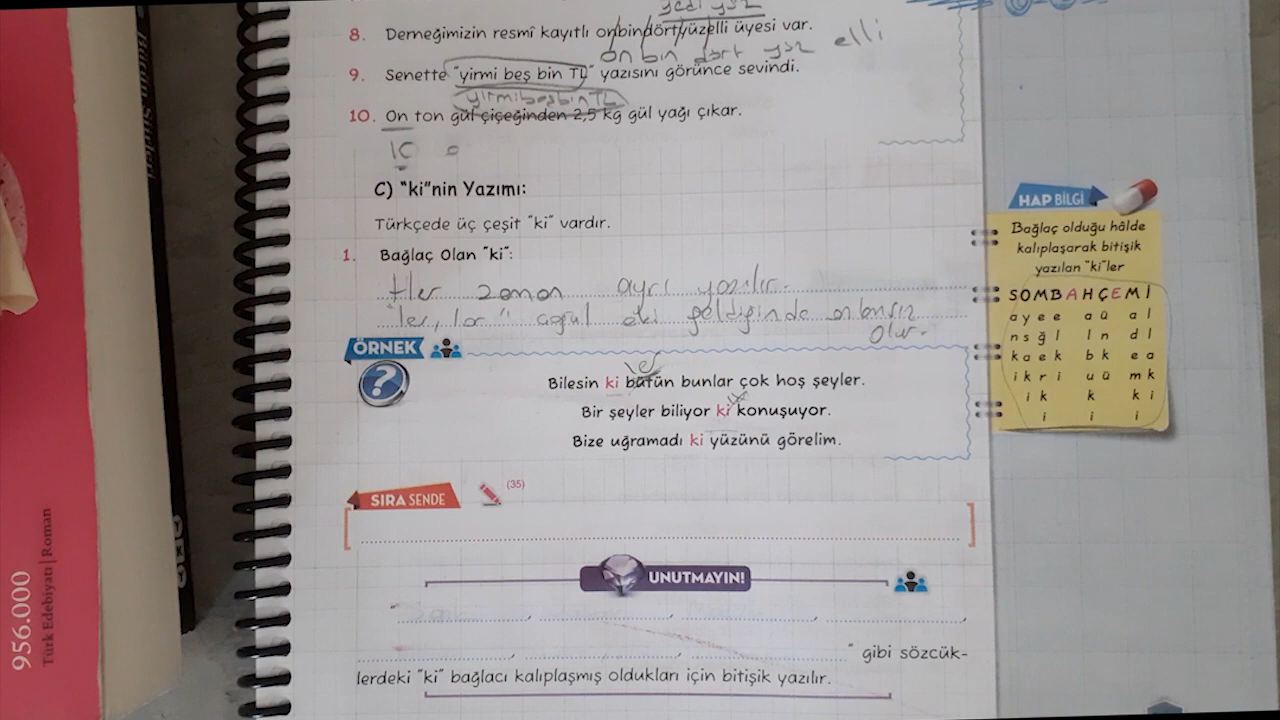 yedi yüz
8. Derneğimizin resmî kayıtlı onbindörtyüzelli üyesi var.
on bin dört yüz elli
9. Senette "yirmi beş bin TL" yazısını görünce sevindi.
yirmibeşbinTL
10. On ton gül çiçeğinden 2,5 kg gül yağı çıkar.
10
C) "ki"nin Yazımı:
Türkçede üç çeşit "ki" vardır.
1. Bağlaç Olan "ki":
Her zaman ayrı yazılır.
"ler, lar" çoğul eki geldiğinde anlamsız
olur.
ÖRNEK
ler
Bilesin ki bütün bunlar çok hoş şeyler.
Bir şeyler biliyor ki konuşuyor.
Bize uğramadı ki yüzünü görelim.
SIRA SENDE (35)
UNUTMAYIN!
" gibi sözcük-
lerdeki "ki" bağlacı kalıplaşmış oldukları için bitişik yazılır.
HAP BİLGİ
Bağlaç olduğu hâlde
kalıplaşarak bitişik
yazılan "ki"ler
SOMBAHÇEMİ
a y e e a ü a l
n s ğ l l n d l
k a e k b k e a
i k r i u ü m k
i k k k i
i i i
956.000
Türk Edebiyatı | Roman